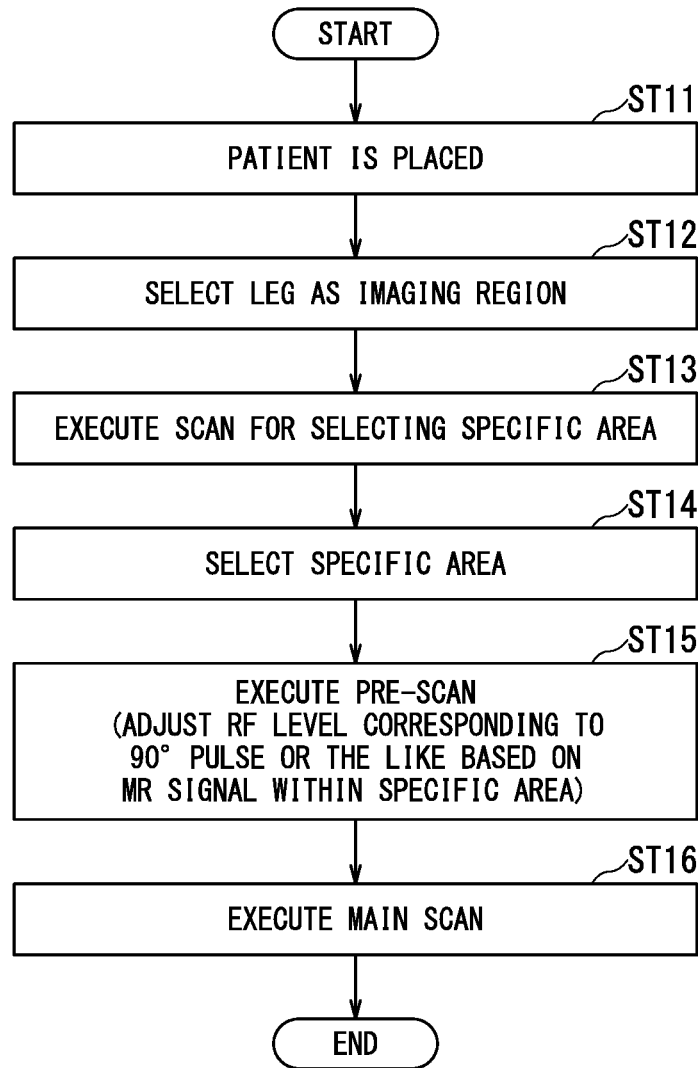 START
ST11
PATIENT IS PLACED
ST12
SELECT LEG AS IMAGING REGION
ST13
EXECUTE SCAN FOR SELECTING SPECIFIC AREA
ST14
SELECT SPECIFIC AREA
ST15
EXECUTE PRE-SCAN
(ADJUST RF LEVEL CORRESPONDING TO
90° PULSE OR THE LIKE BASED ON
MR SIGNAL WITHIN SPECIFIC AREA)
ST16
EXECUTE MAIN SCAN
END